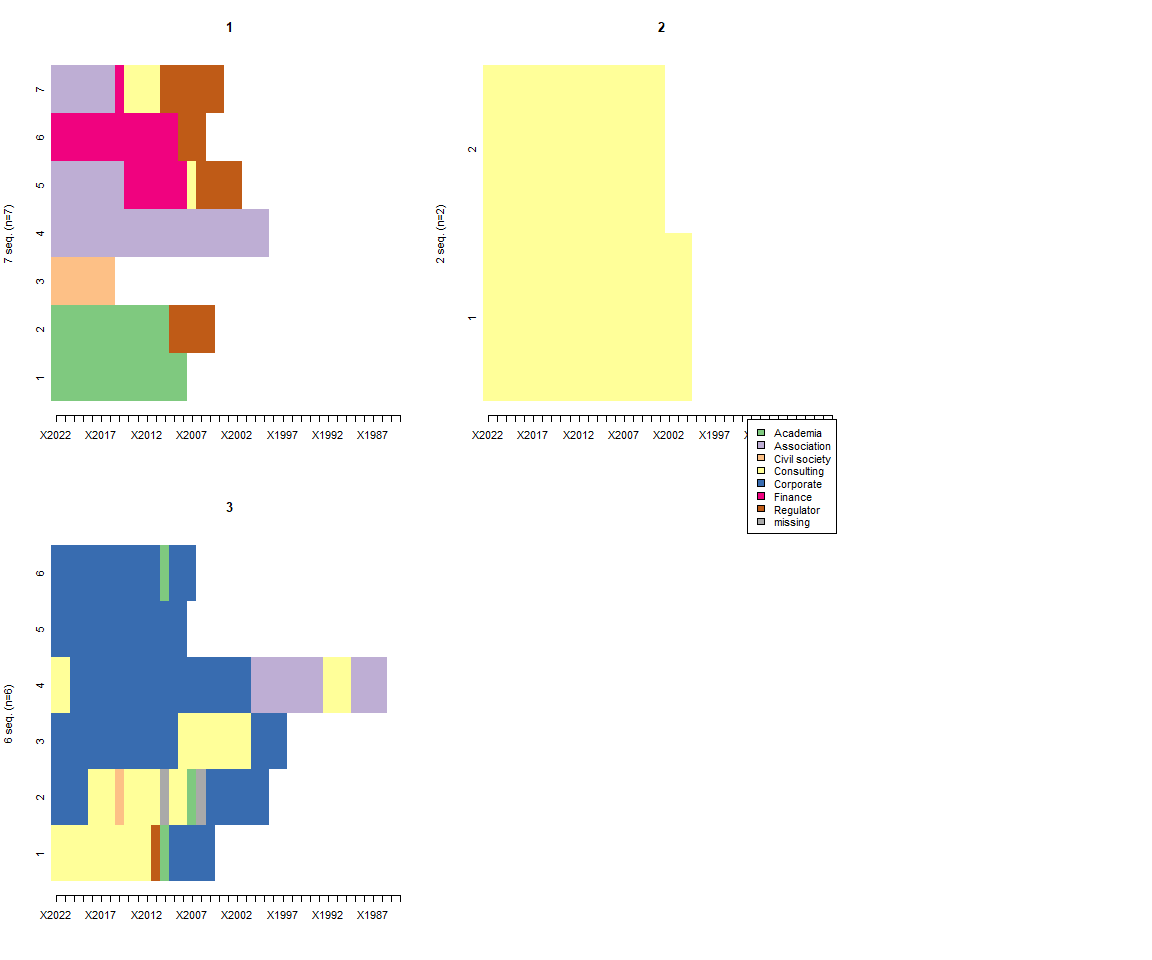 1
7 seq. (n=7)
7
6
5
4
3
2
1
X2022 X2017 X2012 X2007 X2002 X1997 X1992 X1987
2
2 seq. (n=2)
2
1
X2022 X2017 X2012 X2007 X2002 X1997
Academia
Association
Civil society
Consulting
Corporate
Finance
Regulator
missing
3
6 seq. (n=6)
6
5
4
3
2
1
X2022 X2017 X2012 X2007 X2002 X1997 X1992 X1987